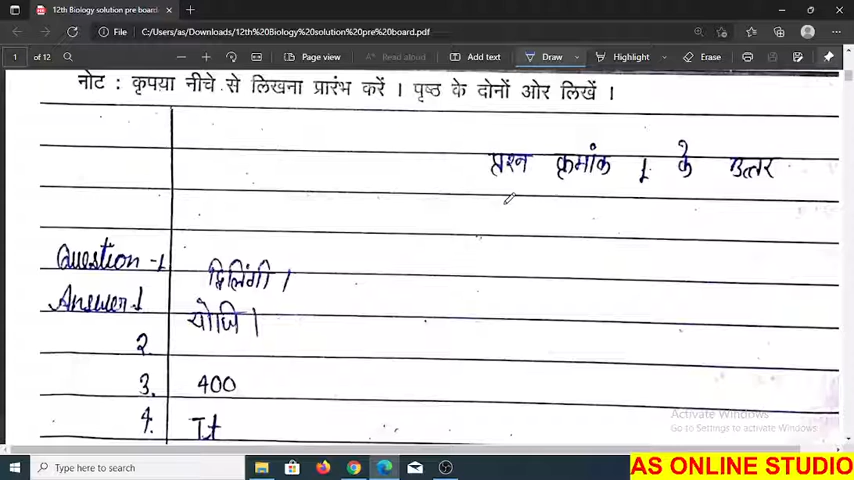 12th Biology solution pre board.
File C:/Users/as/Downloads/12th%20Biology%20solution%20pre%20board.pdf
1 of 12 Page view Read aloud Add text Draw Highlight Erase
नोट : कृपया नीचे से लिखना प्रारंभ करें । पृष्ठ के दोनों ओर लिखें ।
प्रश्न क्रमांक 1 के उत्तर
Question -1
द्विलिंगी ।
Answer-1
योनि ।
2.
3. 400
4. Tt
Activate Windows
Go to Settings to activate Windows.
Type here to search
AS ONLINE STUDIO